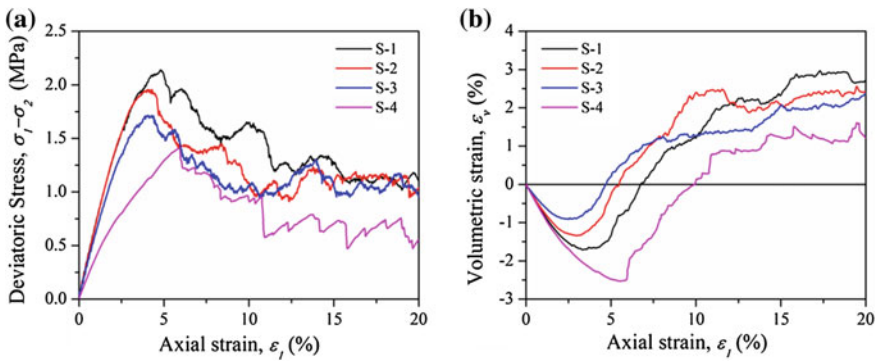 (a)
2.5
2.0
1.5
1.0
0.5
0.0
Deviatoric Stress, σ1–σ2 (MPa)
S-1
S-2
S-3
S-4
0 5 10 15 20
Axial strain, ε1 (%)
(b)
4
3
2
1
0
-1
-2
-3
Volumetric strain, εv (%)
S-1
S-2
S-3
S-4
0 5 10 15 20
Axial strain, ε1 (%)